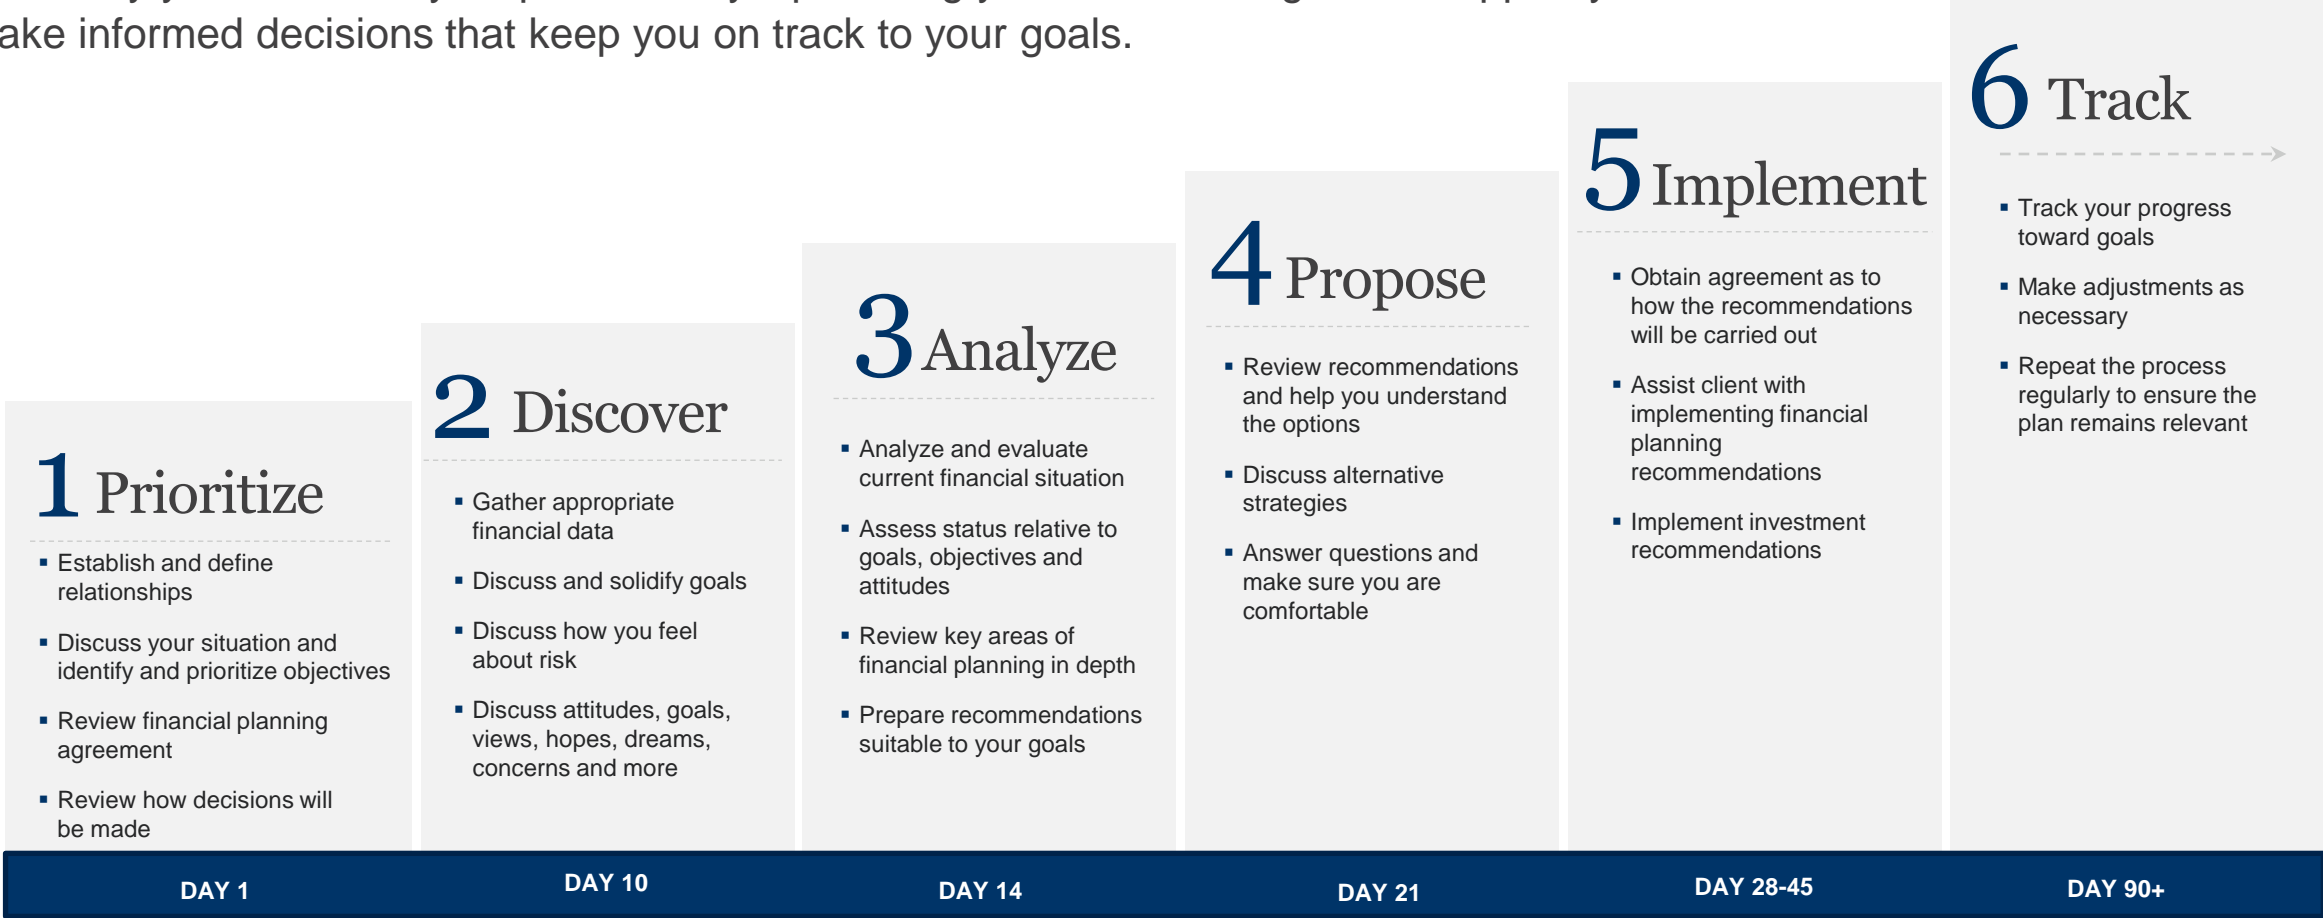 ake informed decisions that keep you on track to your goals.
1 Prioritize
▪ Establish and define
relationships
▪ Discuss your situation and
identify and prioritize objectives
▪ Review financial planning
agreement
▪ Review how decisions will
be made
DAY 1
2 Discover
▪ Gather appropriate
financial data
▪ Discuss and solidify goals
▪ Discuss how you feel
about risk
▪ Discuss attitudes, goals,
views, hopes, dreams,
concerns and more
DAY 10
3 Analyze
▪ Analyze and evaluate
current financial situation
▪ Assess status relative to
goals, objectives and
attitudes
▪ Review key areas of
financial planning in depth
▪ Prepare recommendations
suitable to your goals
DAY 14
4 Propose
▪ Review recommendations
and help you understand
the options
▪ Discuss alternative
strategies
▪ Answer questions and
make sure you are
comfortable
DAY 21
5 Implement
▪ Obtain agreement as to
how the recommendations
will be carried out
▪ Assist client with
implementing financial
planning
recommendations
▪ Implement investment
recommendations
DAY 28-45
6 Track
▪ Track your progress
toward goals
▪ Make adjustments as
necessary
▪ Repeat the process
regularly to ensure the
plan remains relevant
DAY 90+